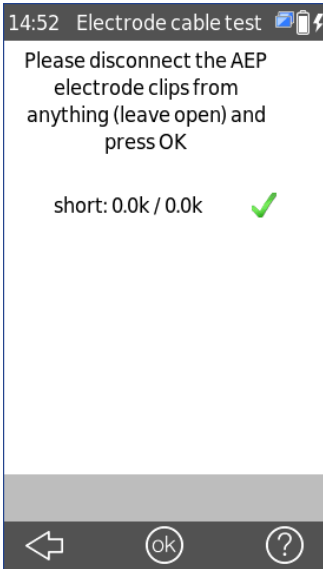 14:52 Electrode cable test
Please disconnect the AEP
electrode clips from
anything (leave open) and
press OK
short: 0.0k / 0.0k
ok ?